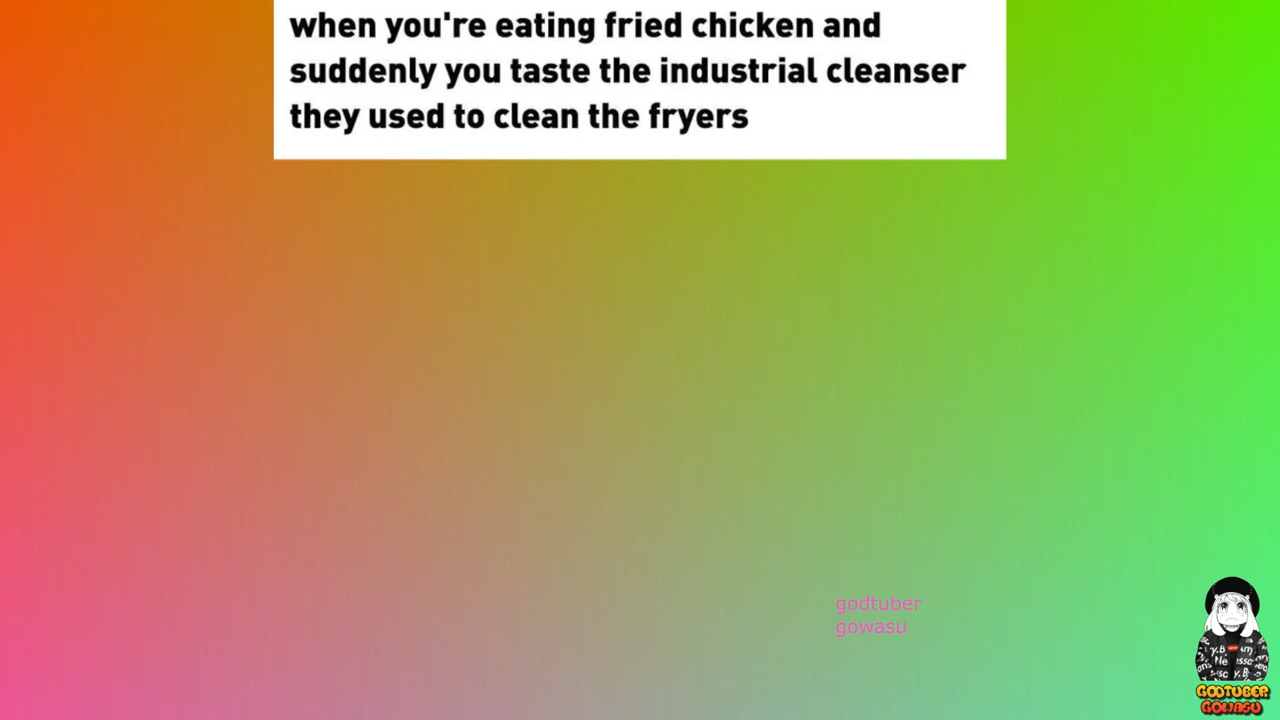 when you're eating fried chicken and
suddenly you taste the industrial cleanser
they used to clean the fryers
godtuber
gowasu
GODTUBER
GOWASU